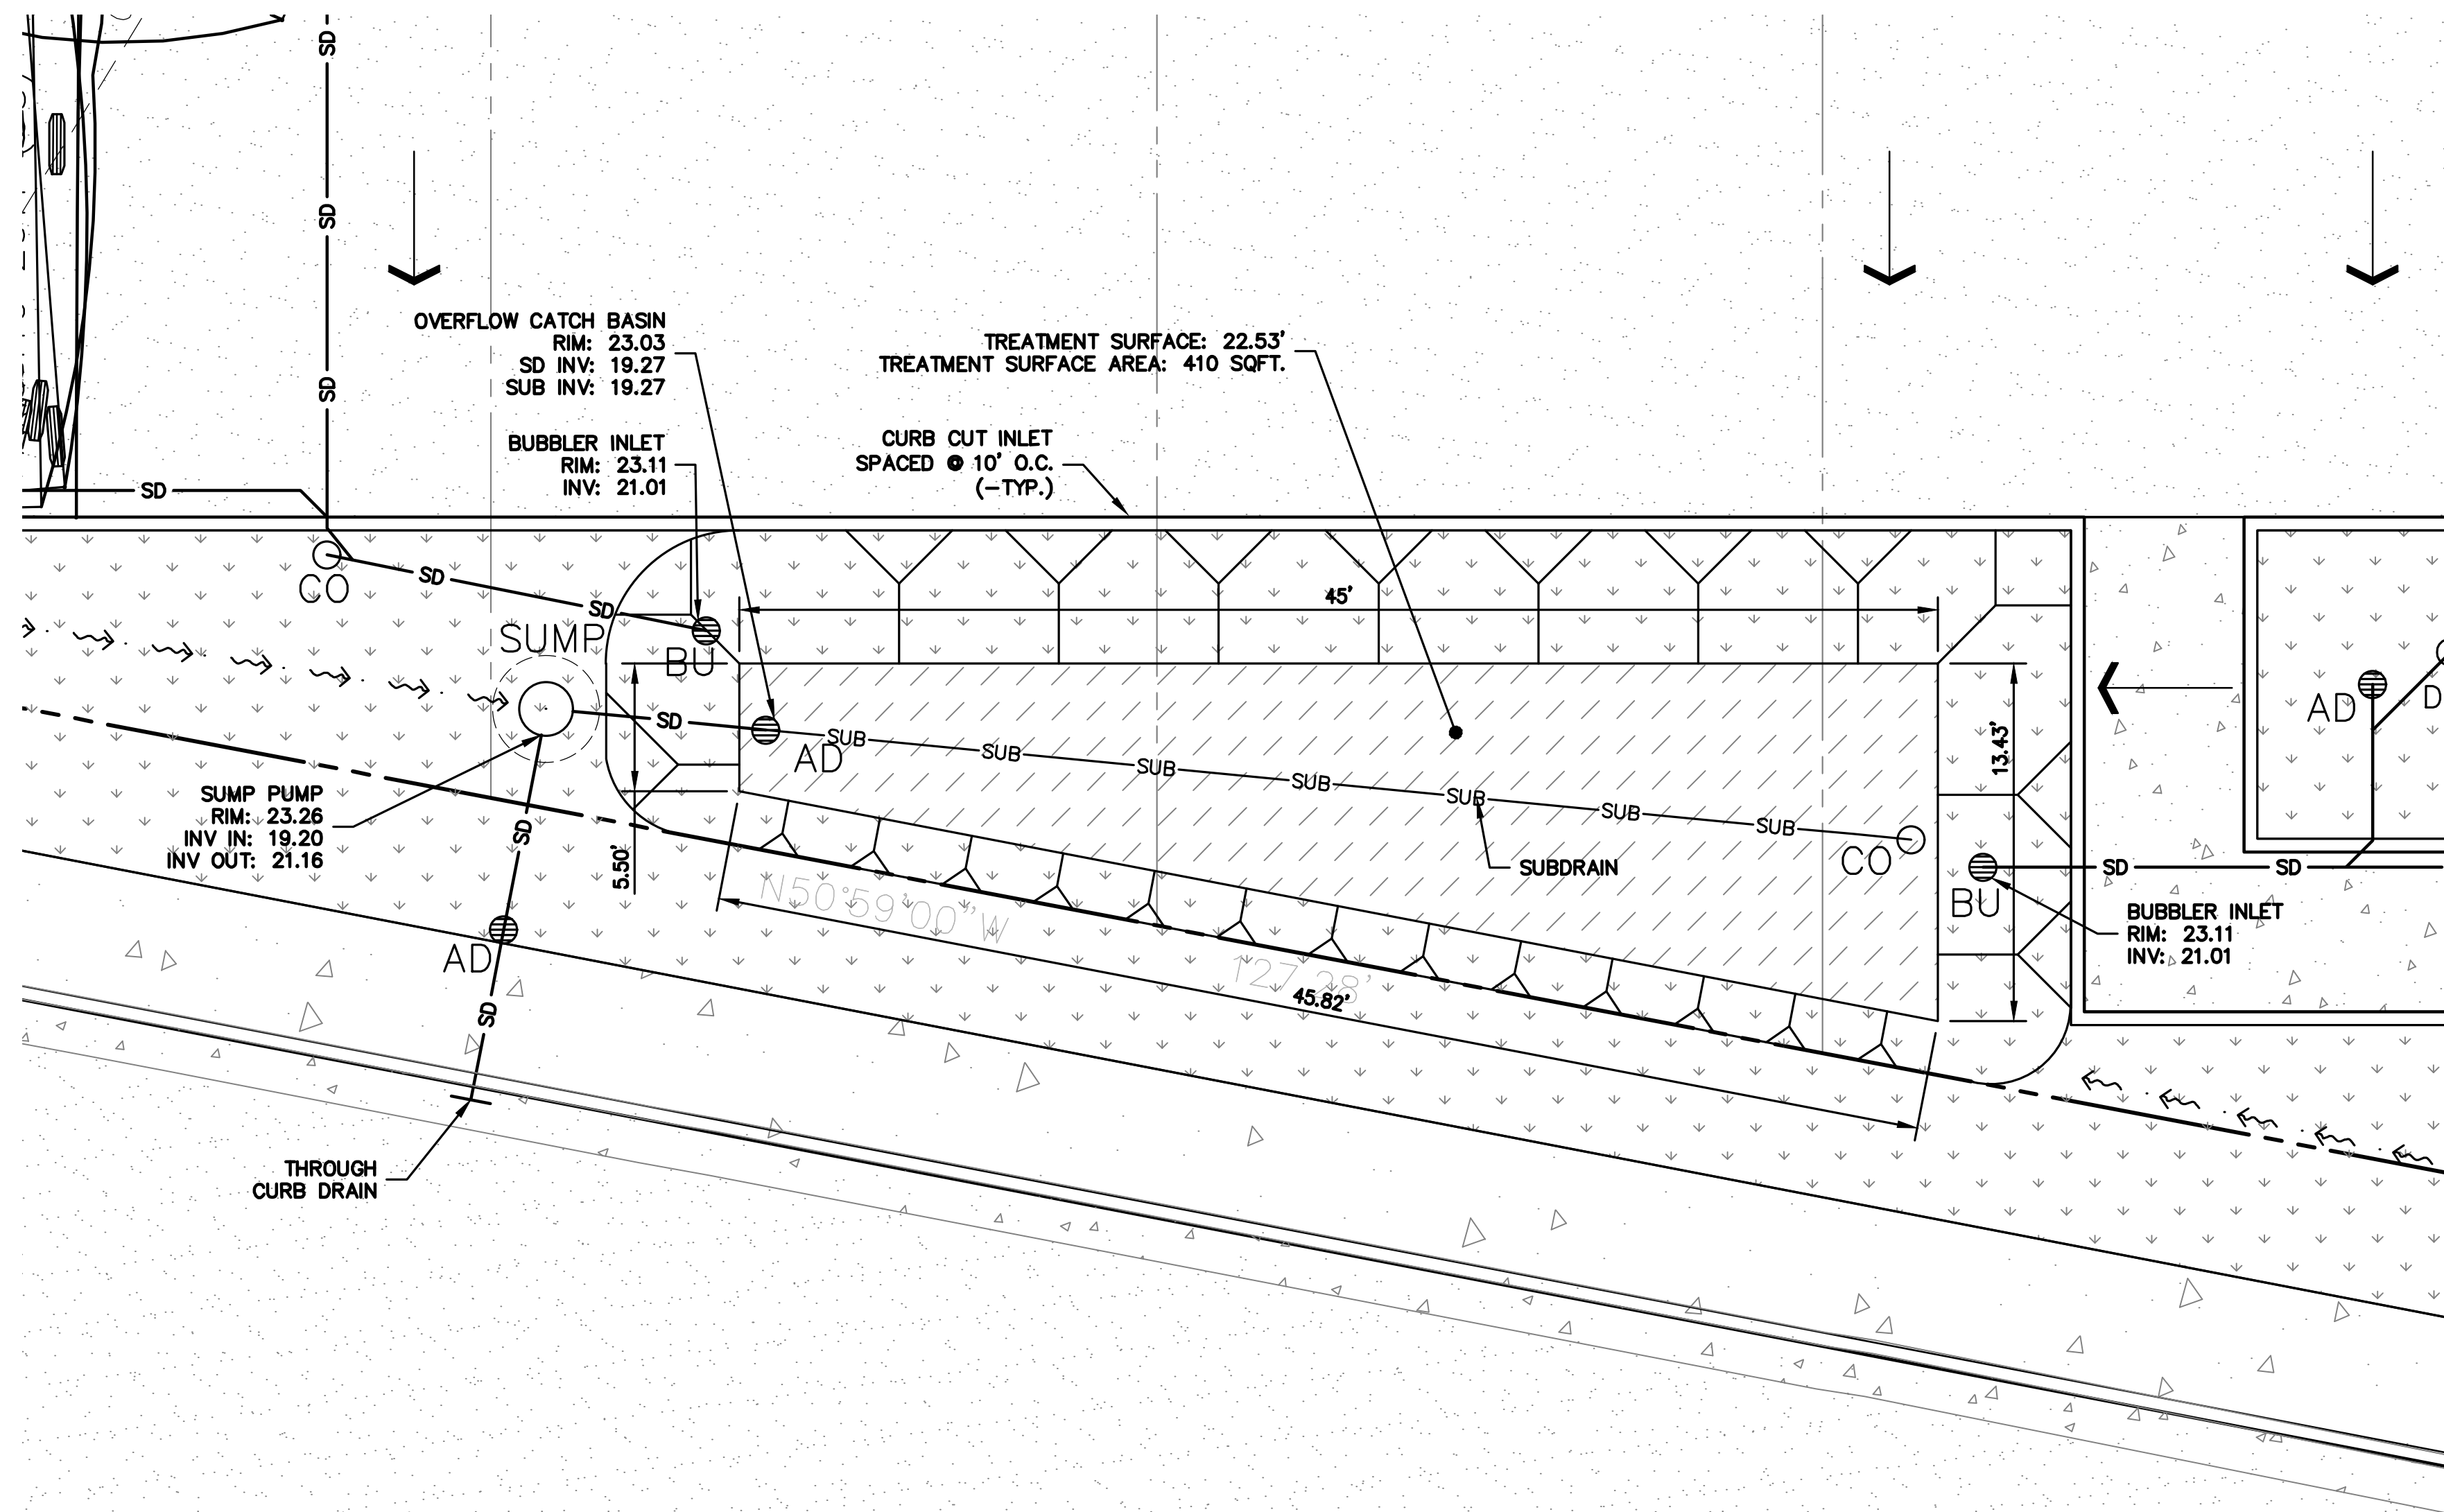 SD
SD
SD
OVERFLOW CATCH BASIN
RIM: 23.03
SD INV: 19.27
SUB INV: 19.27
TREATMENT SURFACE: 22.53'
TREATMENT SURFACE AREA: 410 SQFT.
BUBBLER INLET
RIM: 23.11
INV: 21.01
CURB CUT INLET
SPACED @ 10' O.C.
(-TYP.)
SD
CO
SD
SD
SUMP
BU
45'
SD
AD
SUB
SUB
SUB
SUB
SUB
SUB
SUB
13.43'
AD
D
SUMP PUMP
RIM: 23.26
INV IN: 19.20
INV OUT: 21.16
SD
5.50'
SUBDRAIN
CO
BU
SD
SD
N50°59'00"W
BUBBLER INLET
RIM: 23.11
INV: 21.01
AD
127.28'
45.82'
SD
THROUGH
CURB DRAIN